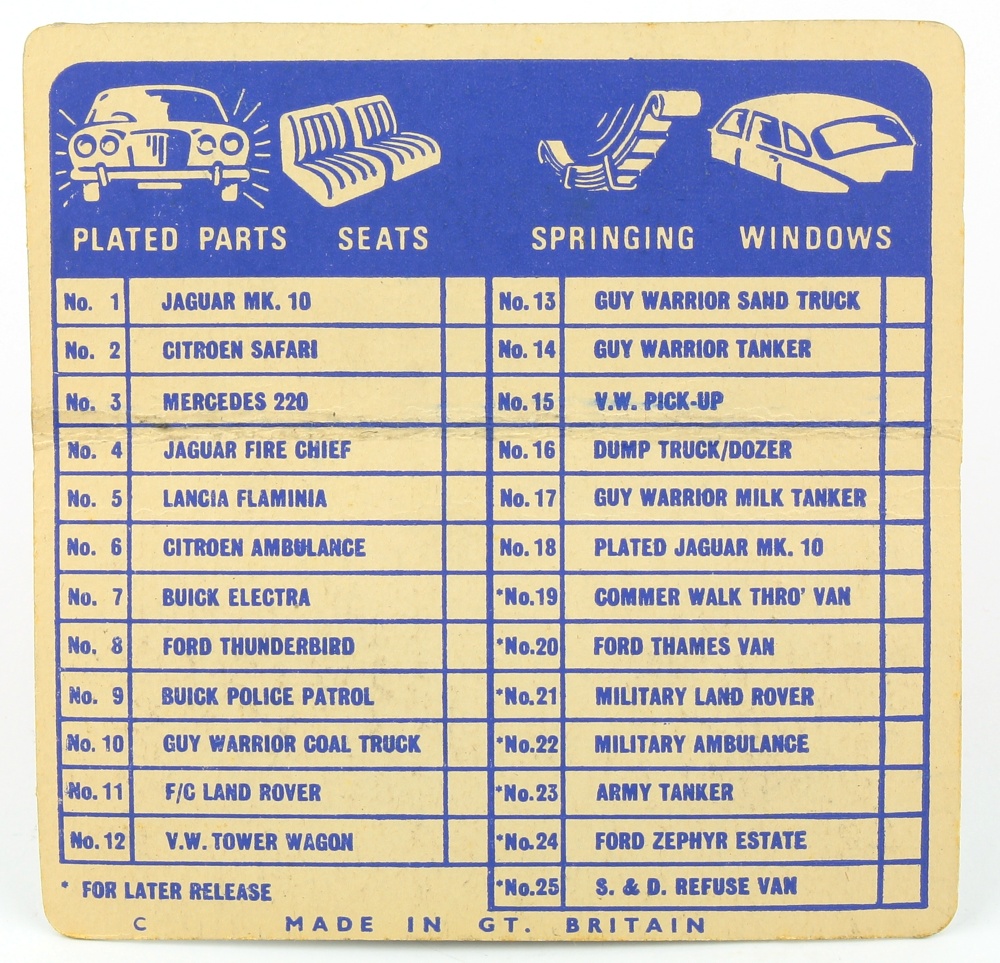 PLATED PARTS SEATS SPRINGING WINDOWS
No. 1 JAGUAR MK. 10
No. 2 CITROEN SAFARI
No. 3 MERCEDES 220
No. 4 JAGUAR FIRE CHIEF
No. 5 LANCIA FLAMINIA
No. 6 CITROEN AMBULANCE
No. 7 BUICK ELECTRA
No. 8 FORD THUNDERBIRD
No. 9 BUICK POLICE PATROL
No. 10 GUY WARRIOR COAL TRUCK
No. 11 F/C LAND ROVER
No. 12 V.W. TOWER WAGON
* FOR LATER RELEASE
No. 13 GUY WARRIOR SAND TRUCK
No. 14 GUY WARRIOR TANKER
No. 15 V.W. PICK-UP
No. 16 DUMP TRUCK/DOZER
No. 17 GUY WARRIOR MILK TANKER
No. 18 PLATED JAGUAR MK. 10
*No. 19 COMMER WALK THRO' VAN
*No. 20 FORD THAMES VAN
*No. 21 MILITARY LAND ROVER
*No. 22 MILITARY AMBULANCE
*No. 23 ARMY TANKER
*No. 24 FORD ZEPHYR ESTATE
*No. 25 S. & D. REFUSE VAN
C MADE IN GT. BRITAIN